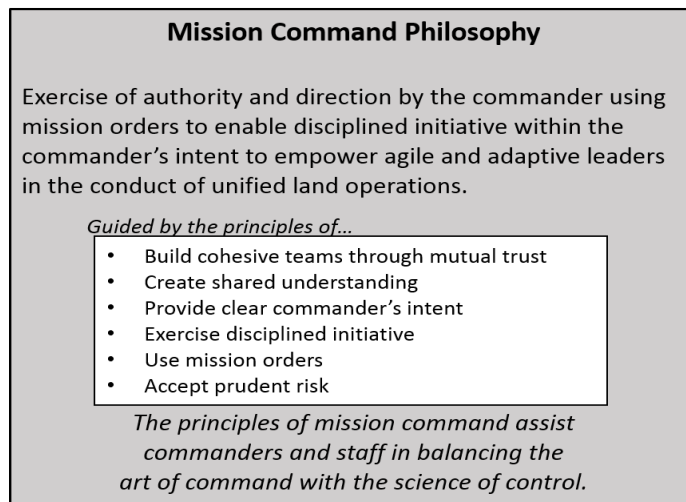 Mission Command Philosophy
Exercise of authority and direction by the commander using
mission orders to enable disciplined initiative within the
commander’s intent to empower agile and adaptive leaders
in the conduct of unified land operations.
Guided by the principles of…
• Build cohesive teams through mutual trust
• Create shared understanding
• Provide clear commander’s intent
• Exercise disciplined initiative
• Use mission orders
• Accept prudent risk
The principles of mission command assist
commanders and staff in balancing the
art of command with the science of control.